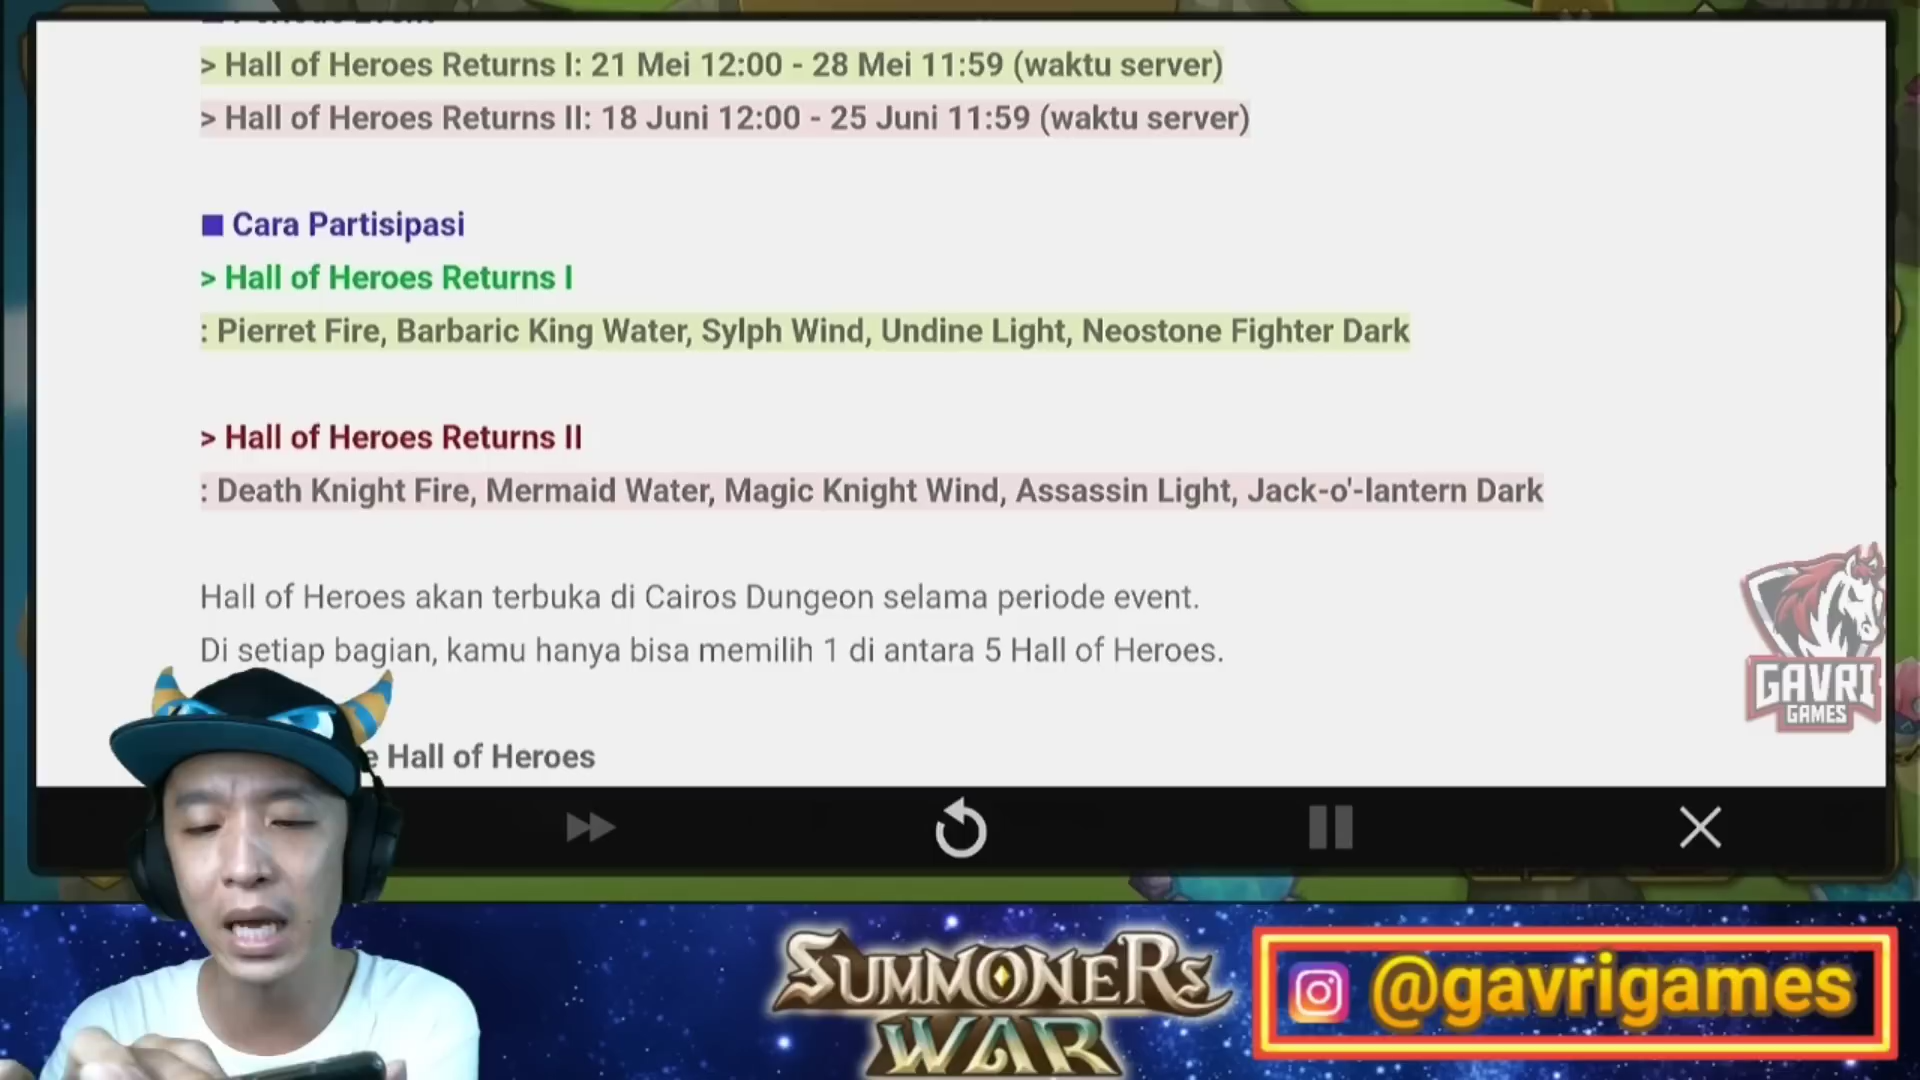 > Hall of Heroes Returns I: 21 Mei 12:00 - 28 Mei 11:59 (waktu server)
> Hall of Heroes Returns II: 18 Juni 12:00 - 25 Juni 11:59 (waktu server)
■ Cara Partisipasi
> Hall of Heroes Returns I
: Pierret Fire, Barbaric King Water, Sylph Wind, Undine Light, Neostone Fighter Dark
> Hall of Heroes Returns II
: Death Knight Fire, Mermaid Water, Magic Knight Wind, Assassin Light, Jack-o'-lantern Dark
Hall of Heroes akan terbuka di Cairos Dungeon selama periode event.
Di setiap bagian, kamu hanya bisa memilih 1 di antara 5 Hall of Heroes.
GAVRI
GAMES
Hall of Heroes
SUMMONERS
WAR
@gavrigames